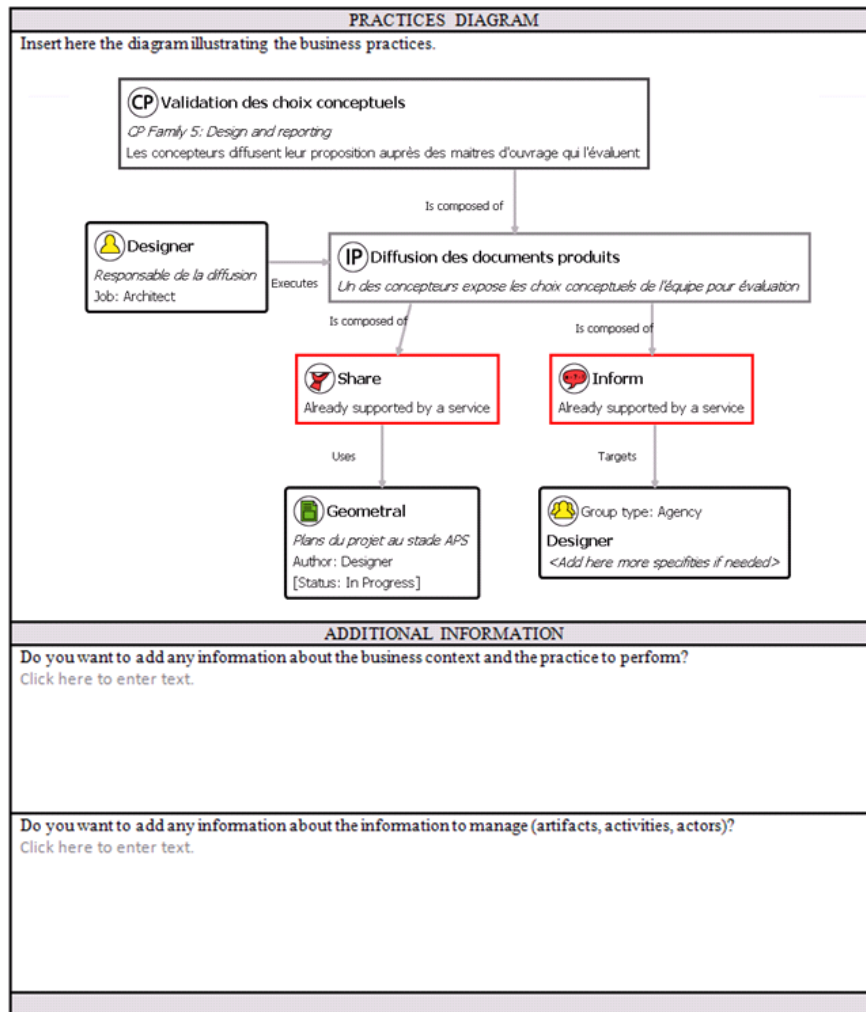 PRACTICES DIAGRAM
Insert here the diagram illustrating the business practices.
CP Validation des choix conceptuels
CP Family 5: Design and reporting
Les concepteurs diffusent leur proposition auprès des maitres d'ouvrage qui l'évaluent
Is composed of
Designer
Responsable de la diffusion
Job: Architect
Executes
IP Diffusion des documents produits
Un des concepteurs expose les choix conceptuels de l'équipe pour évaluation
Is composed of
Is composed of
Share
Already supported by a service
Inform
Already supported by a service
Uses
Targets
Geometral
Plans du projet au stade APS
Author: Designer
[Status: In Progress]
Group type: Agency
Designer
<Add here more specifities if needed>
ADDITIONAL INFORMATION
Do you want to add any information about the business context and the practice to perform?
Click here to enter text.
Do you want to add any information about the information to manage (artifacts, activities, actors)?
Click here to enter text.